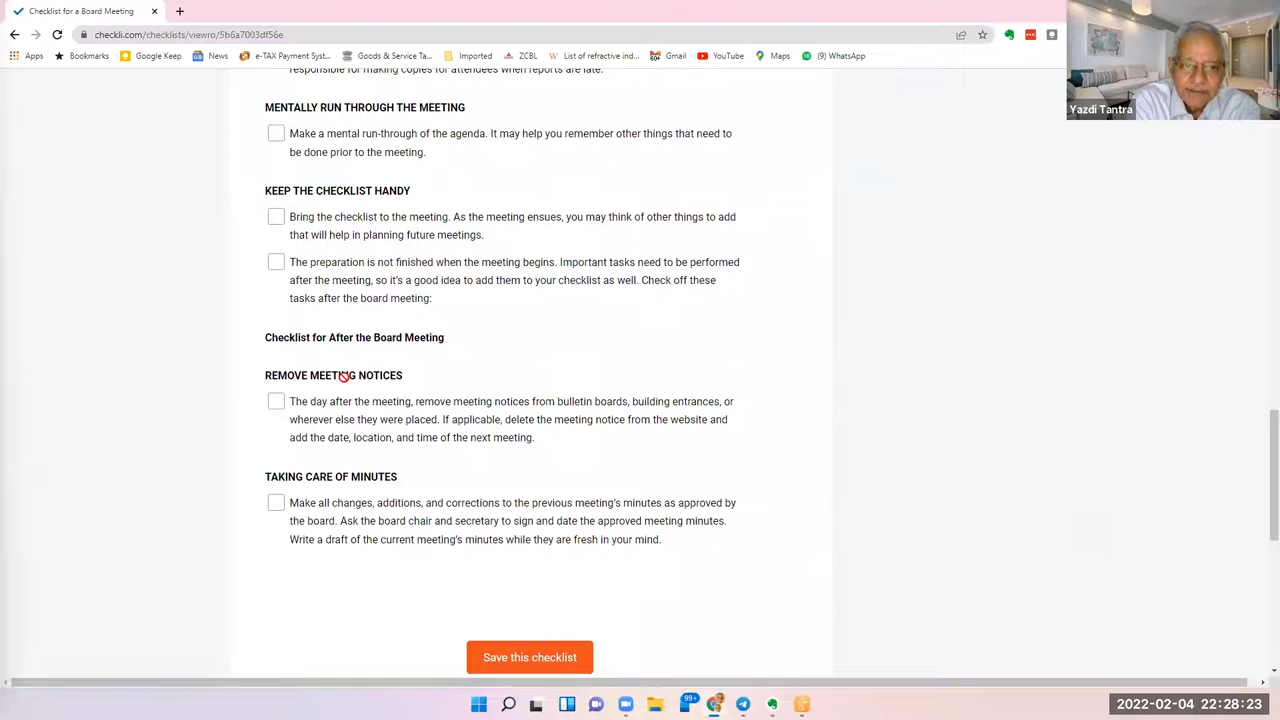 Checklist for a Board Meeting
checkli.com/checklists/viewro/5b6a7003df56e
Apps Bookmarks Google Keep News e-TAX Payment Syst... Goods & Service Ta... Imported ZCBL List of refractive ind... Gmail YouTube Maps (9) WhatsApp
Yazdi Tantra
responsible for making copies for attendees when reports are late.
MENTALLY RUN THROUGH THE MEETING
Make a mental run-through of the agenda. It may help you remember other things that need to
be done prior to the meeting.
KEEP THE CHECKLIST HANDY
Bring the checklist to the meeting. As the meeting ensues, you may think of other things to add
that will help in planning future meetings.
The preparation is not finished when the meeting begins. Important tasks need to be performed
after the meeting, so it's a good idea to add them to your checklist as well. Check off these
tasks after the board meeting:
Checklist for After the Board Meeting
REMOVE MEETING NOTICES
The day after the meeting, remove meeting notices from bulletin boards, building entrances, or
wherever else they were placed. If applicable, delete the meeting notice from the website and
add the date, location, and time of the next meeting.
TAKING CARE OF MINUTES
Make all changes, additions, and corrections to the previous meeting's minutes as approved by
the board. Ask the board chair and secretary to sign and date the approved meeting minutes.
Write a draft of the current meeting's minutes while they are fresh in your mind.
Save this checklist
99+
2022-02-04 22:28:23